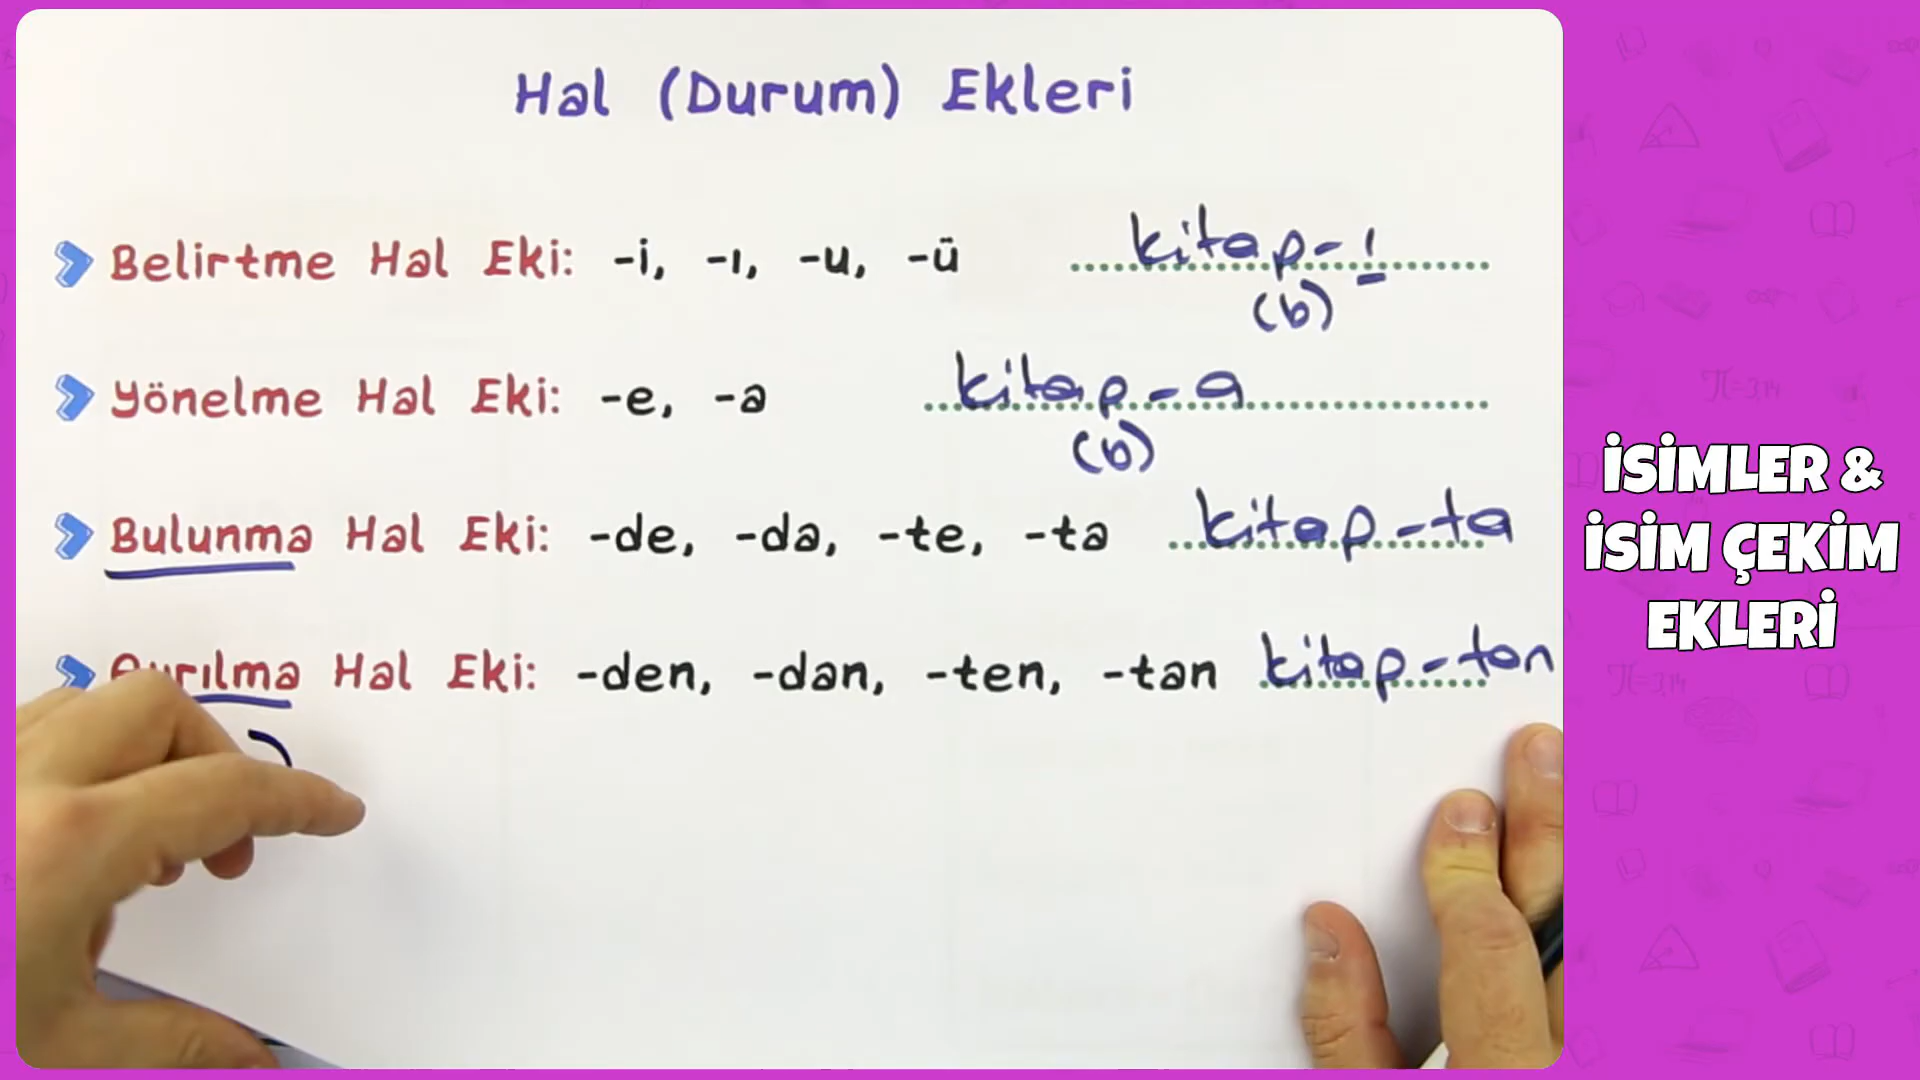 Hal (Durum) Ekleri
Belirtme Hal Eki: -i, -ı, -u, -ü kitap-ı
(b)
Yönelme Hal Eki: -e, -a kitap-a
(b)
Bulunma Hal Eki: -de, -da, -te, -ta kitap-ta
Ayrılma Hal Eki: -den, -dan, -ten, -tan kitap-tan
İSİMLER &
İSİM ÇEKİM
EKLERİ